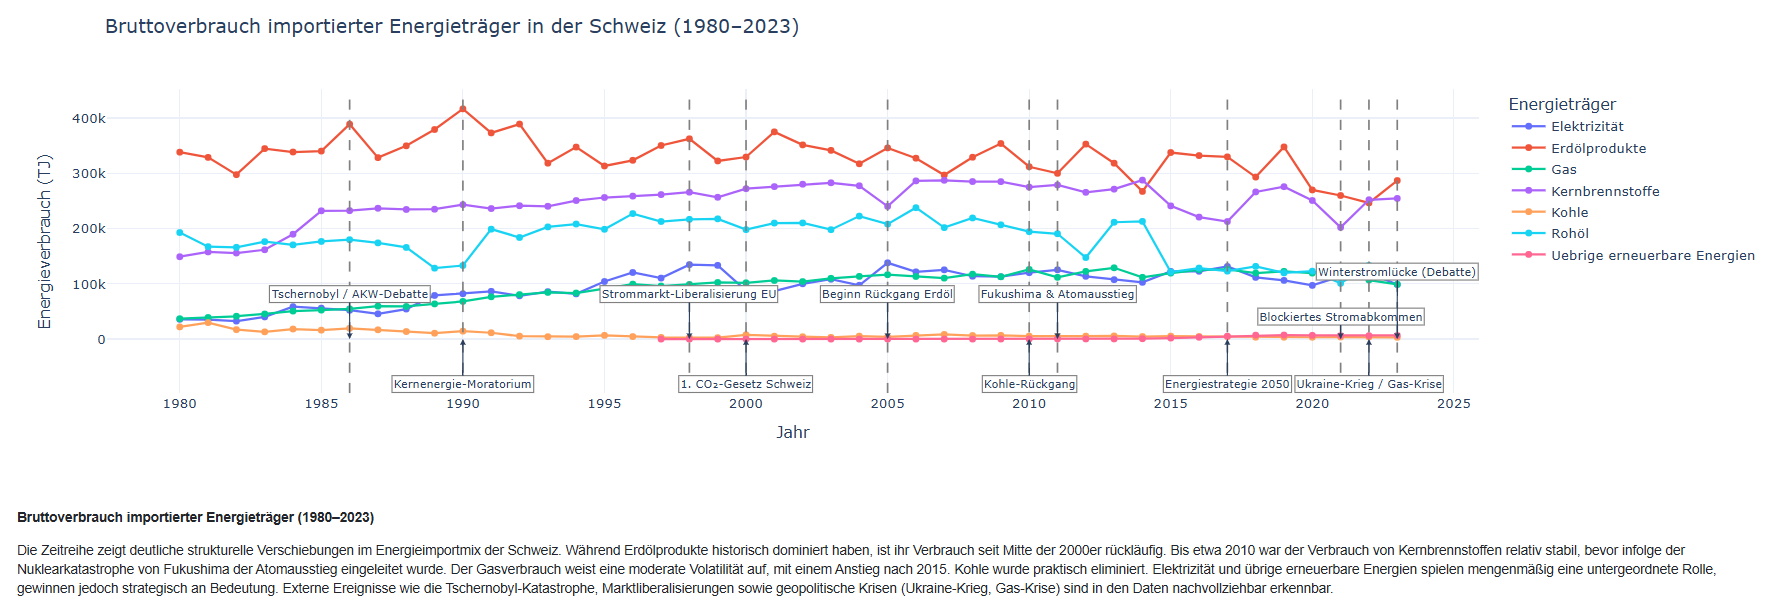 Bruttoverbrauch importierter Energieträger in der Schweiz (1980–2023)
Energieträger
Elektrizität
Erdölprodukte
Gas
Kernbrennstoffe
Kohle
Rohöl
Uebrige erneuerbare Energien
Energieverbrauch (TJ)
400k
300k
200k
100k
0
Winterstromlücke (Debatte)
Tschernobyl / AKW-Debatte
Strommarkt-Liberalisierung EU
Beginn Rückgang Erdöl
Fukushima & Atomausstieg
Blockiertes Stromabkommen
Kernenergie-Moratorium
1. CO₂-Gesetz Schweiz
Kohle-Rückgang
Energiestrategie 2050
Ukraine-Krieg / Gas-Krise
1980
1985
1990
1995
2000
2005
2010
2015
2020
2025
Jahr
Bruttoverbrauch importierter Energieträger (1980–2023)
Die Zeitreihe zeigt deutliche strukturelle Verschiebungen im Energieimportmix der Schweiz. Während Erdölprodukte historisch dominiert haben, ist ihr Verbrauch seit Mitte der 2000er rückläufig. Bis etwa 2010 war der Verbrauch von Kernbrennstoffen relativ stabil, bevor infolge der
Nuklearkatastrophe von Fukushima der Atomausstieg eingeleitet wurde. Der Gasverbrauch weist eine moderate Volatilität auf, mit einem Anstieg nach 2015. Kohle wurde praktisch eliminiert. Elektrizität und übrige erneuerbare Energien spielen mengenmäßig eine untergeordnete Rolle,
gewinnen jedoch strategisch an Bedeutung. Externe Ereignisse wie die Tschernobyl-Katastrophe, Marktliberalisierungen sowie geopolitische Krisen (Ukraine-Krieg, Gas-Krise) sind in den Daten nachvollziehbar erkennbar.